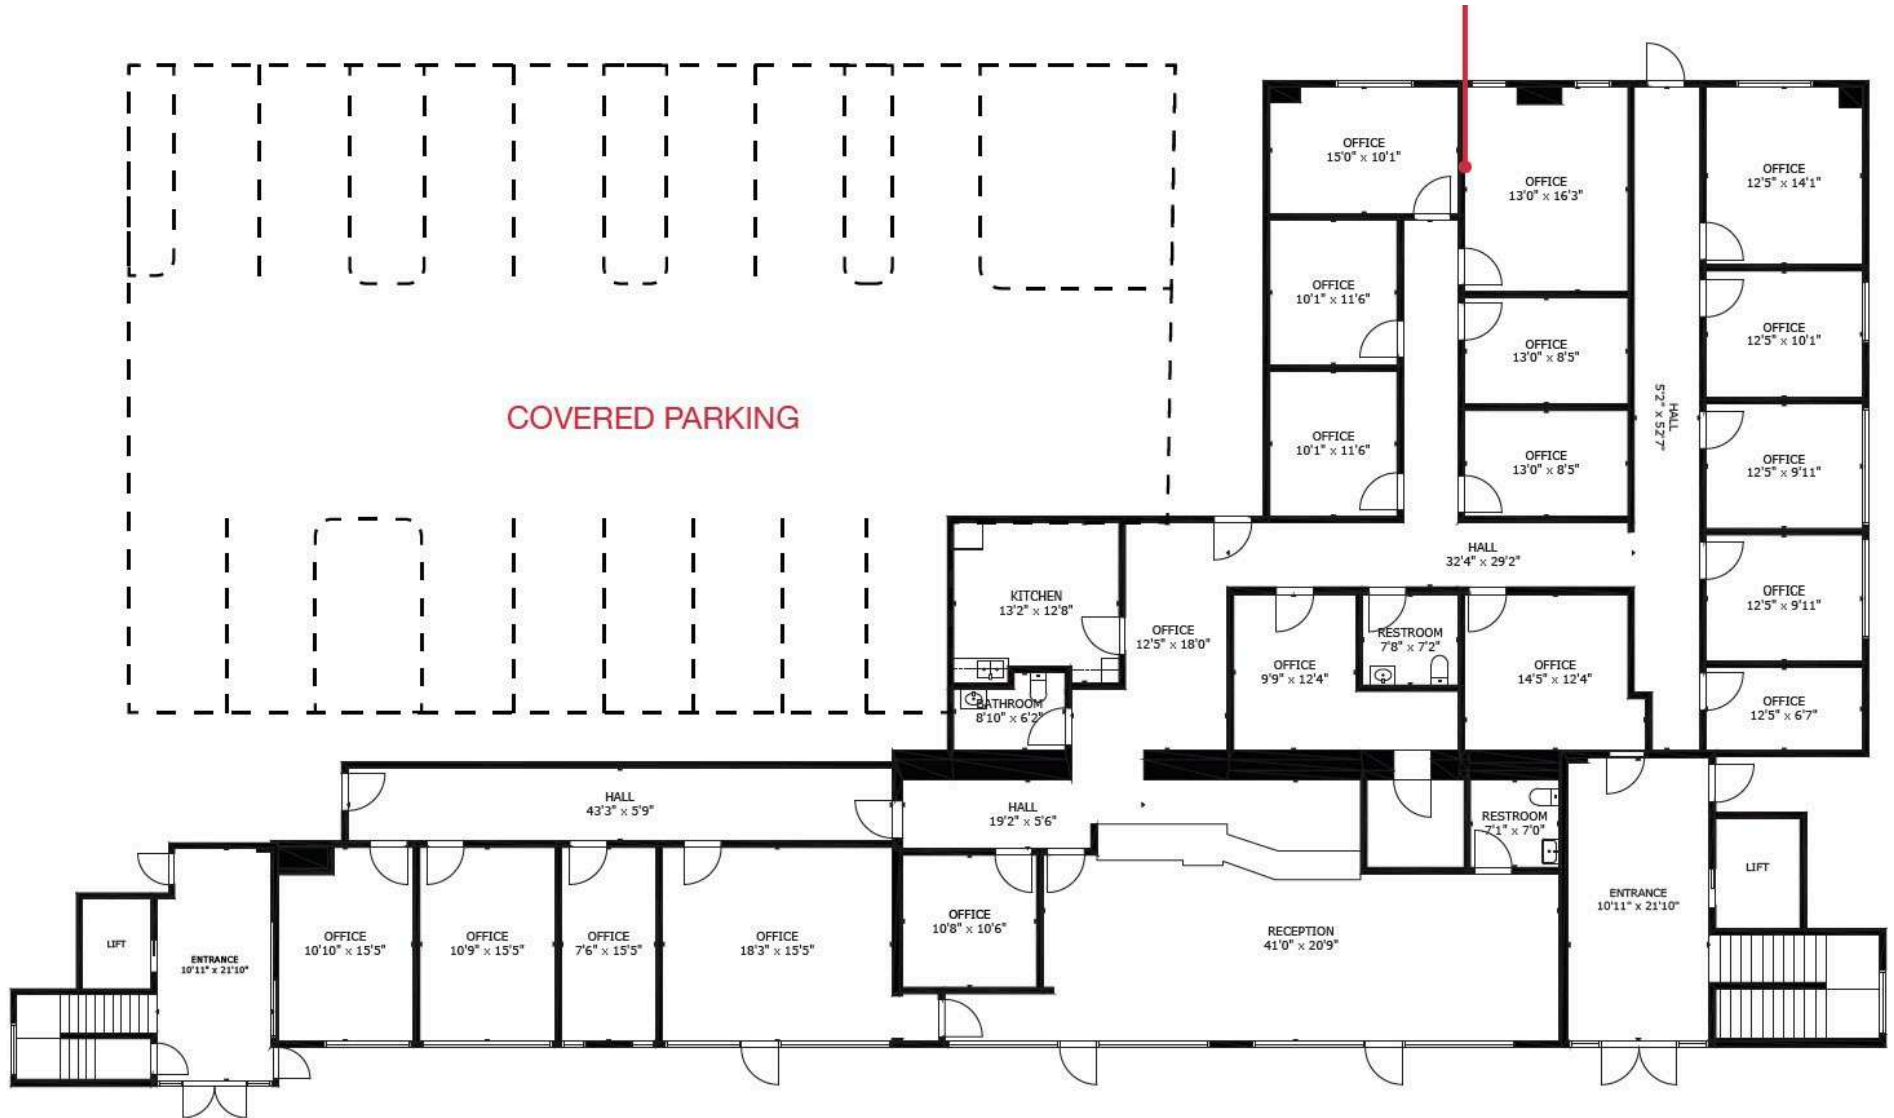 OFFICE
15'0" x 10'1"
OFFICE
13'0" x 16'3"
OFFICE
12'5" x 14'1"
OFFICE
10'1" x 11'6"
OFFICE
13'0" x 8'5"
OFFICE
12'5" x 10'1"
COVERED PARKING
HALL
5'2" x 52'7"
OFFICE
10'1" x 11'6"
OFFICE
13'0" x 8'5"
OFFICE
12'5" x 9'11"
HALL
32'4" x 29'2"
KITCHEN
13'2" x 12'8"
OFFICE
12'5" x 18'0"
RESTROOM
7'8" x 7'2"
OFFICE
12'5" x 9'11"
OFFICE
9'9" x 12'4"
OFFICE
14'5" x 12'4"
BATHROOM
8'10" x 6'2"
OFFICE
12'5" x 6'7"
HALL
43'3" x 5'9"
HALL
19'2" x 5'6"
RESTROOM
7'1" x 7'0"
LIFT
ENTRANCE
10'11" x 21'10"
LIFT
ENTRANCE
10'11" x 21'10"
OFFICE
10'10" x 15'5"
OFFICE
10'9" x 15'5"
OFFICE
7'6" x 15'5"
OFFICE
18'3" x 15'5"
OFFICE
10'8" x 10'6"
RECEPTION
41'0" x 20'9"